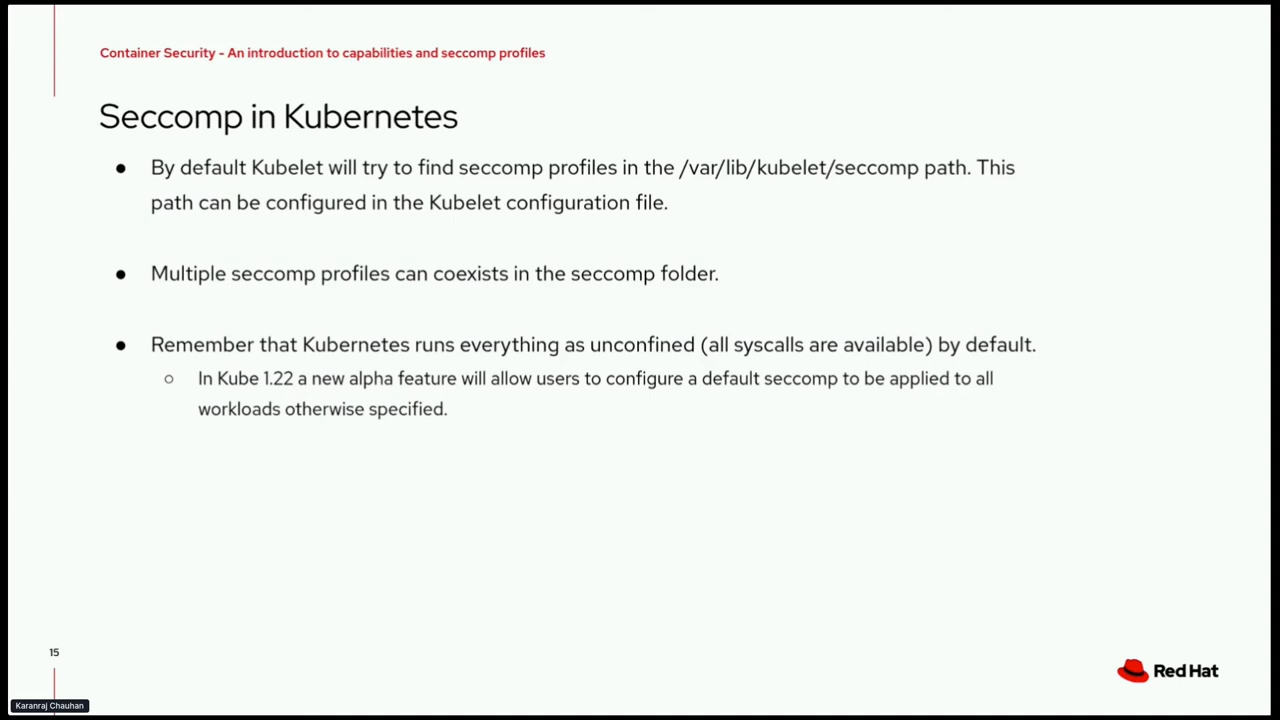 Container Security - An introduction to capabilities and seccomp profiles
Seccomp in Kubernetes
● By default Kubelet will try to find seccomp profiles in the /var/lib/kubelet/seccomp path. This
path can be configured in the Kubelet configuration file.
● Multiple seccomp profiles can coexists in the seccomp folder.
● Remember that Kubernetes runs everything as unconfined (all syscalls are available) by default.
○ In Kube 1.22 a new alpha feature will allow users to configure a default seccomp to be applied to all
workloads otherwise specified.
15
Red Hat
Karanraj Chauhan